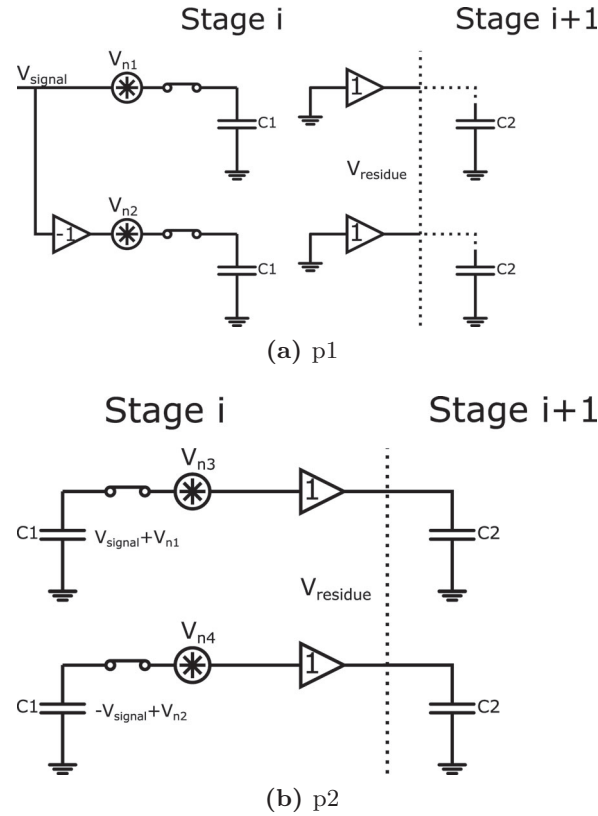 Stage i Stage i+1
V_signal V_n1
C1 1 C2
V_residue
V_n2
-1 C1 1 C2
(a) p1
Stage i Stage i+1
V_n3
C1 V_signal+V_n1 1 C2
V_residue
V_n4
C1 -V_signal+V_n2 1 C2
(b) p2